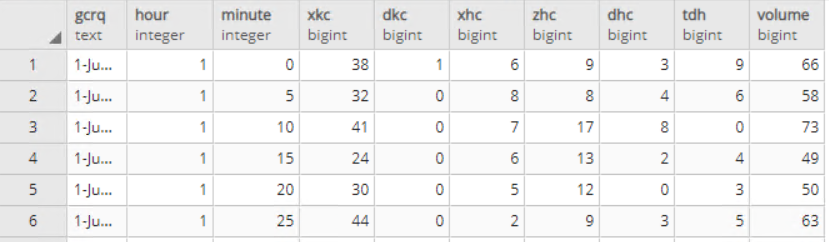 gcrq hour minute xkc dkc xhc zhc dhc tdh volume
text integer integer bigint bigint bigint bigint bigint bigint bigint
1 1-Ju... 1 0 38 1 6 9 3 9 66
2 1-Ju... 1 5 32 0 8 8 4 6 58
3 1-Ju... 1 10 41 0 7 17 8 0 73
4 1-Ju... 1 15 24 0 6 13 2 4 49
5 1-Ju... 1 20 30 0 5 12 0 3 50
6 1-Ju... 1 25 44 0 2 9 3 5 63